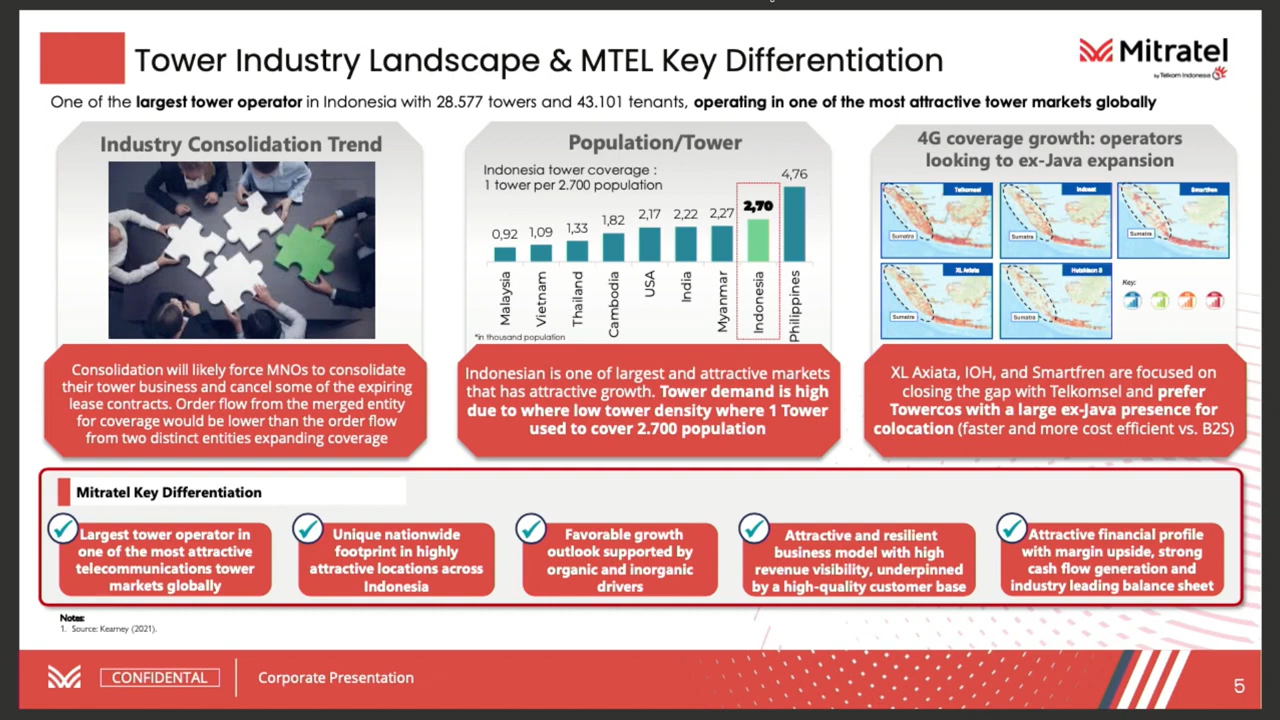 Tower Industry Landscape & MTEL Key Differentiation
Mitratel
by Telkom Indonesia
One of the largest tower operator in Indonesia with 28.577 towers and 43.101 tenants, operating in one of the most attractive tower markets globally
Industry Consolidation Trend
Consolidation will likely force MNOs to consolidate
their tower business and cancel some of the expiring
lease contracts. Order flow from the merged entity
for coverage would be lower than the order flow
from two distinct entities expanding coverage
Population/Tower
Indonesia tower coverage :
1 tower per 2.700 population
0,92
1,09
1,33
1,82
2,17
2,22
2,27
2,70
4,76
Malaysia
Vietnam
Thailand
Cambodia
USA
India
Myanmar
Indonesia
Philippines
*in thousand population
Indonesian is one of largest and attractive markets
that has attractive growth. Tower demand is high
due to where low tower density where 1 Tower
used to cover 2.700 population
4G coverage growth: operators
looking to ex-Java expansion
Telkomsel
Sumatra
Indosat
Sumatra
Smartfren
Sumatra
XL Axiata
Sumatra
Hutchison 3
Sumatra
Key:
XL Axiata, IOH, and Smartfren are focused on
closing the gap with Telkomsel and prefer
Towercos with a large ex-Java presence for
colocation (faster and more cost efficient vs. B2S)
Mitratel Key Differentiation
Largest tower operator in
one of the most attractive
telecommunications tower
markets globally
Unique nationwide
footprint in highly
attractive locations across
Indonesia
Favorable growth
outlook supported by
organic and inorganic
drivers
Attractive and resilient
business model with high
revenue visibility, underpinned
by a high-quality customer base
Attractive financial profile
with margin upside, strong
cash flow generation and
industry leading balance sheet
Notes:
1. Source: Kearney (2021).
CONFIDENTIAL
Corporate Presentation
5